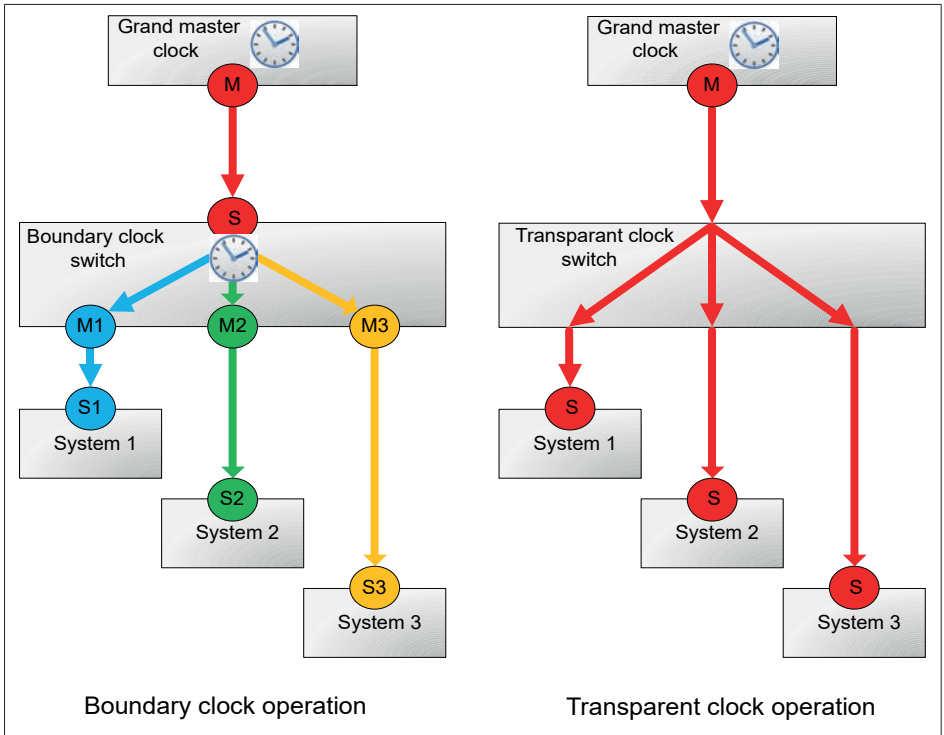 Grand master
clock
M
S
Boundary clock
switch
M1
M2
M3
S1
System 1
S2
System 2
S3
System 3
Boundary clock operation
Grand master
clock
M
Transparant clock
switch
S
System 1
S
System 2
S
System 3
Transparent clock operation